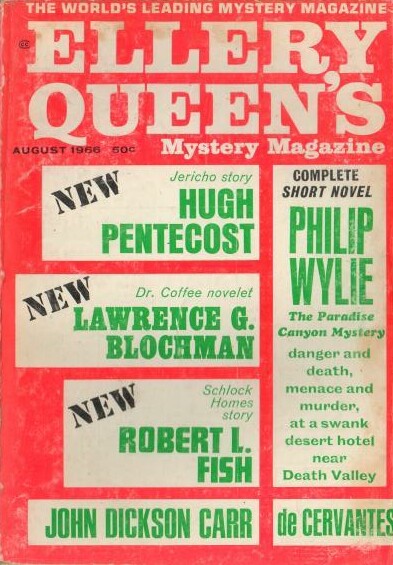 THE WORLD'S LEADING MYSTERY MAGAZINE
ELLERY
QUEEN'S
Mystery Magazine
AUGUST 1966 50¢
NEW
Jericho story
HUGH
PENTECOST
NEW
Dr. Coffee novelet
LAWRENCE G.
BLOCHMAN
NEW
Schlock
Homes
story
ROBERT L.
FISH
COMPLETE
SHORT NOVEL
PHILIP
WYLIE
The Paradise
Canyon Mystery
danger and
death,
menace and
murder,
at a swank
desert hotel
near
Death Valley
JOHN DICKSON CARR
de CERVANTES